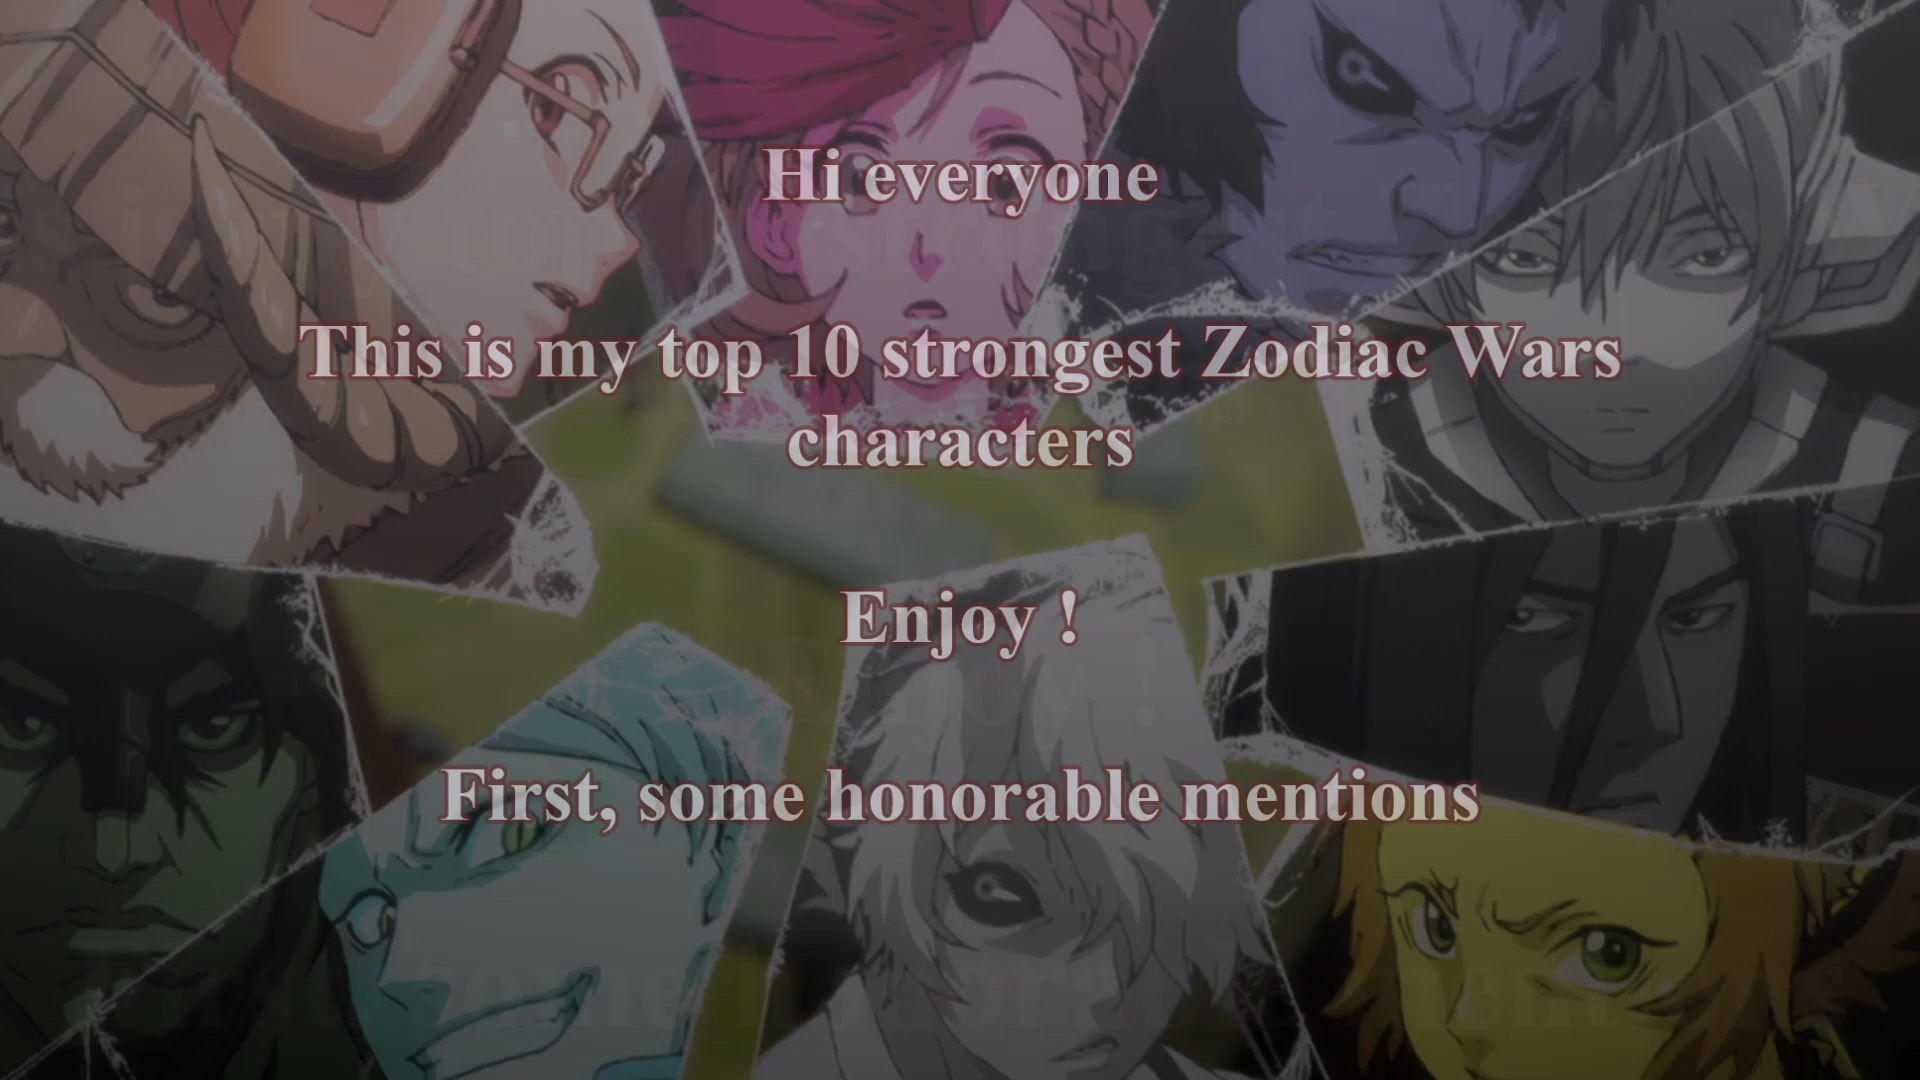 Hi everyone
This is my top 10 strongest Zodiac Wars
characters
Enjoy !
First, some honorable mentions